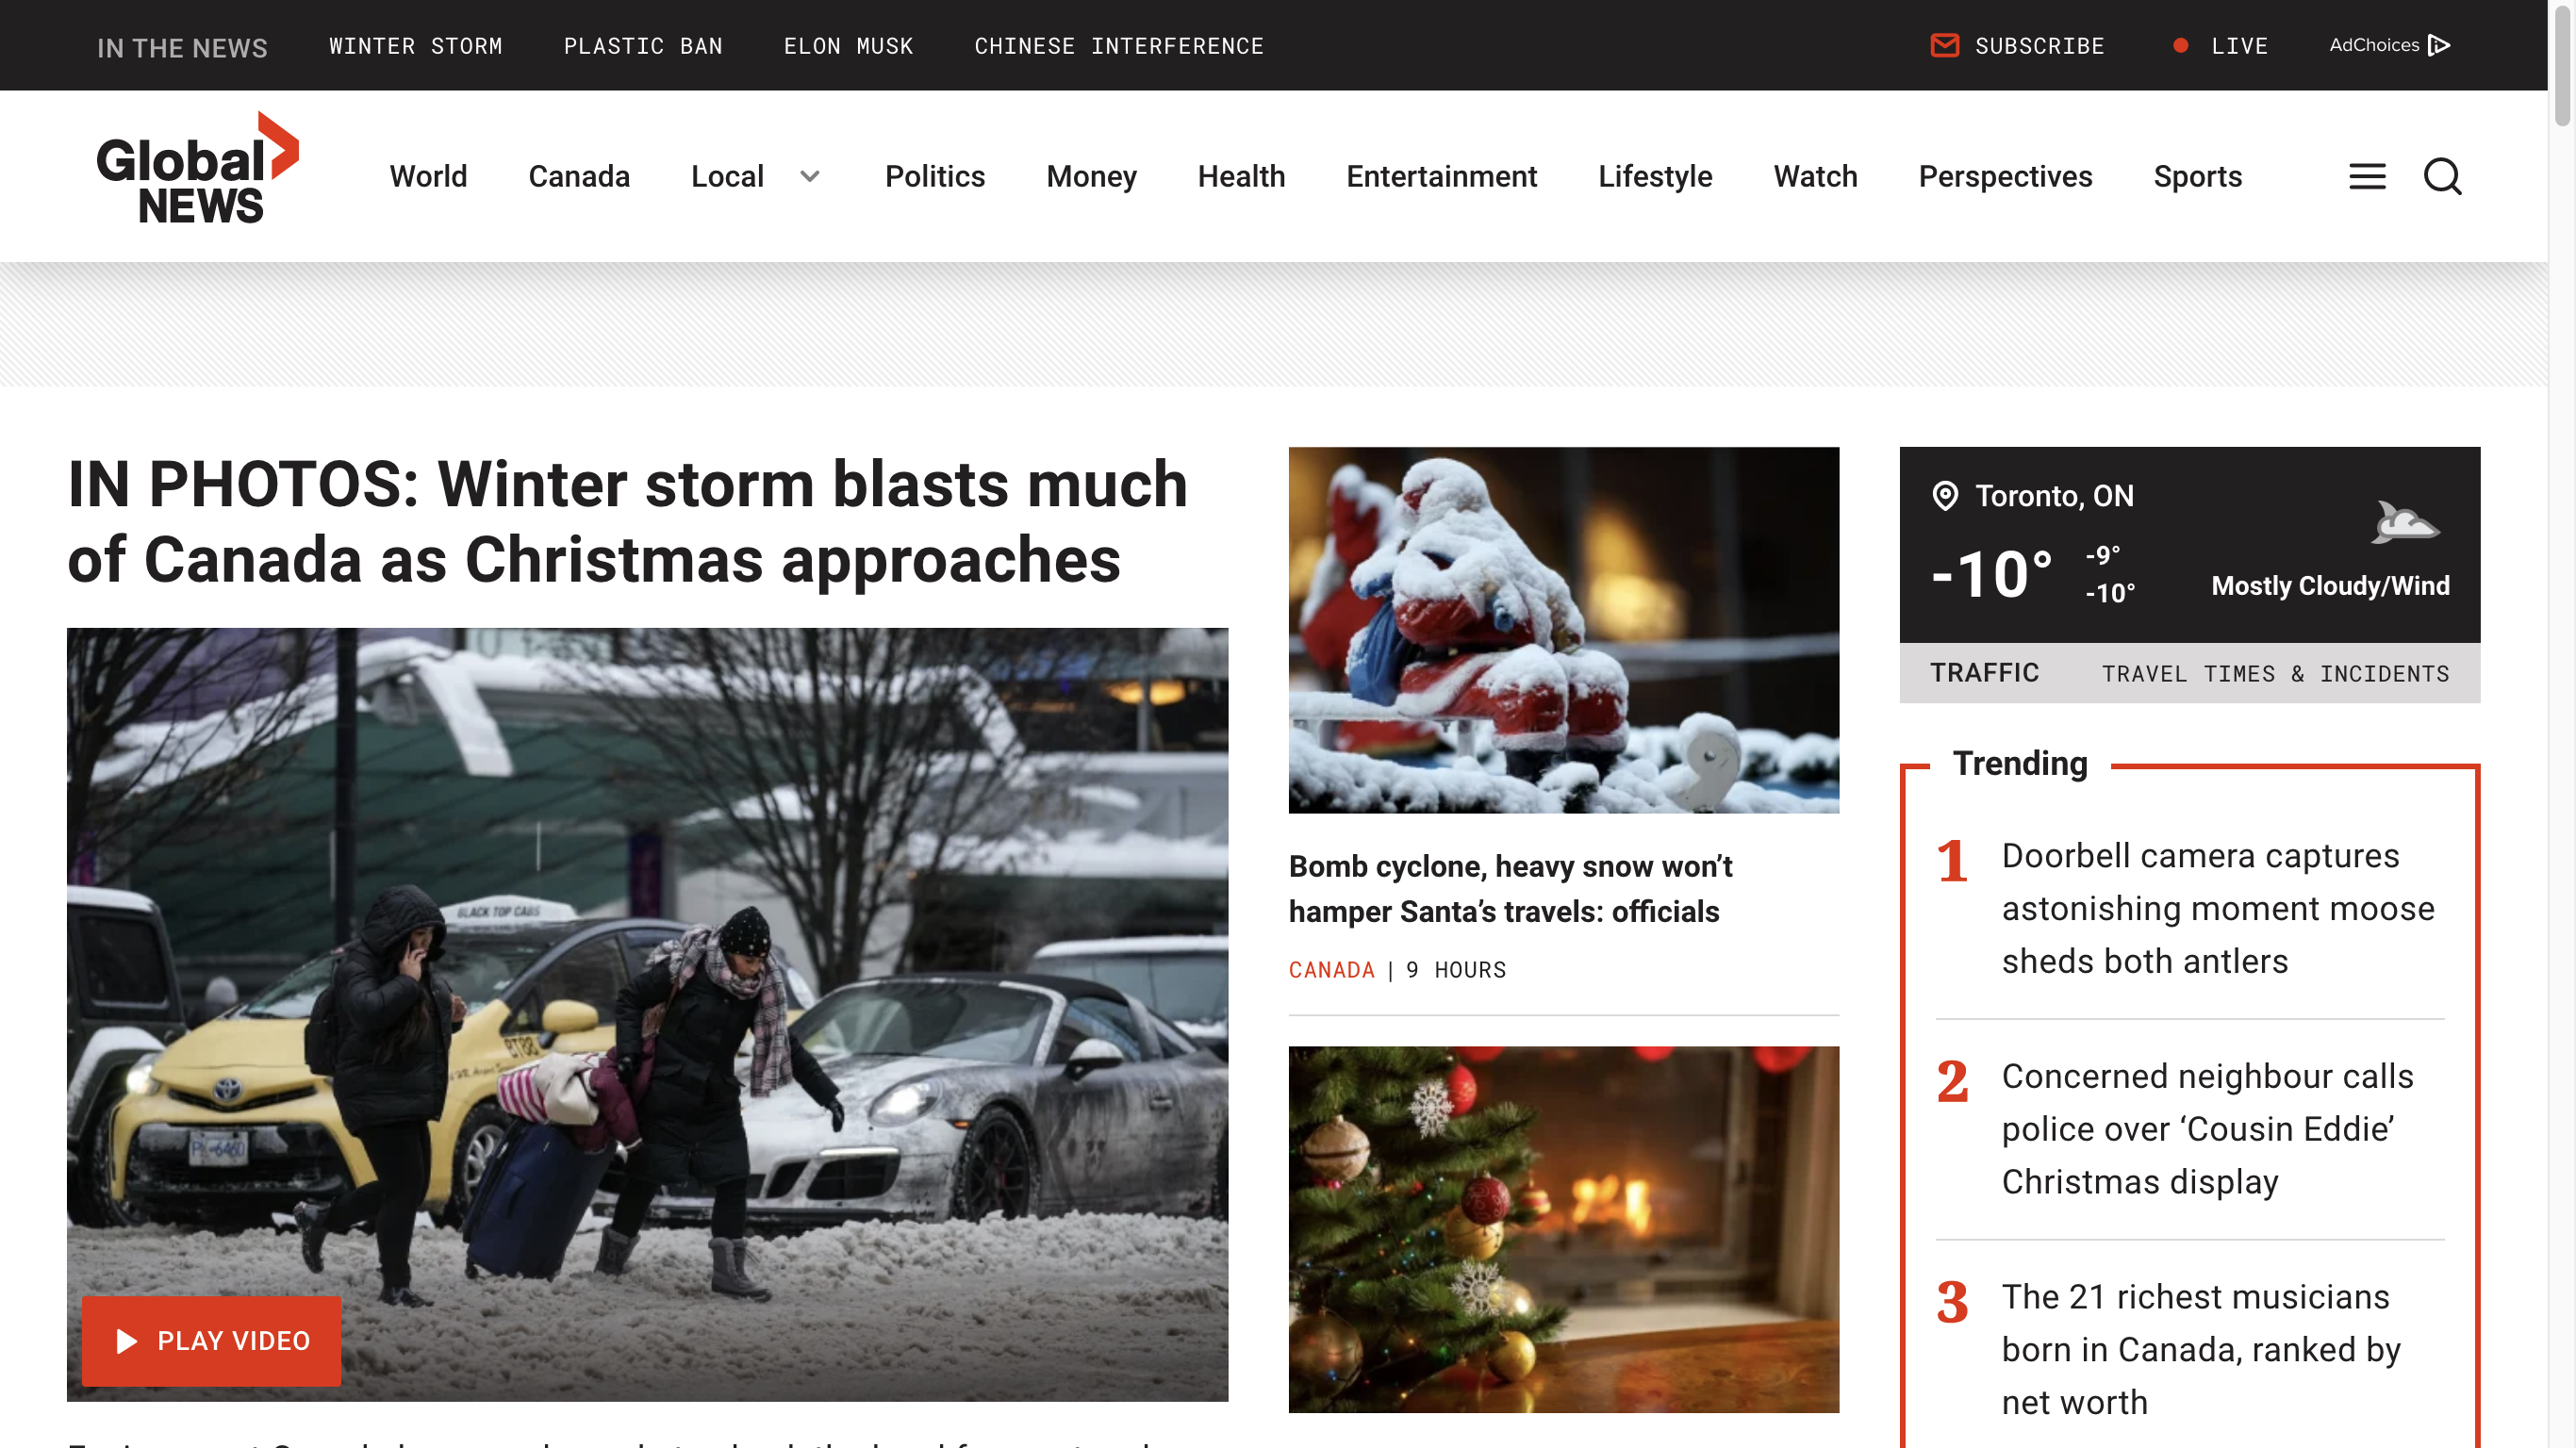 IN THE NEWS
WINTER STORM
PLASTIC BAN
ELON MUSK
CHINESE INTERFERENCE
SUBSCRIBE
LIVE
AdChoices
Global
NEWS
World
Canada
Local
Politics
Money
Health
Entertainment
Lifestyle
Watch
Perspectives
Sports
IN PHOTOS: Winter storm blasts much
of Canada as Christmas approaches
BLACK TOP CABS
BT88
PLAY VIDEO
Bomb cyclone, heavy snow won’t
hamper Santa’s travels: officials
CANADA | 9 HOURS
Toronto, ON
-10°
-9°
-10°
Mostly Cloudy/Wind
TRAFFIC
TRAVEL TIMES & INCIDENTS
Trending
1
Doorbell camera captures
astonishing moment moose
sheds both antlers
2
Concerned neighbour calls
police over ‘Cousin Eddie’
Christmas display
3
The 21 richest musicians
born in Canada, ranked by
net worth